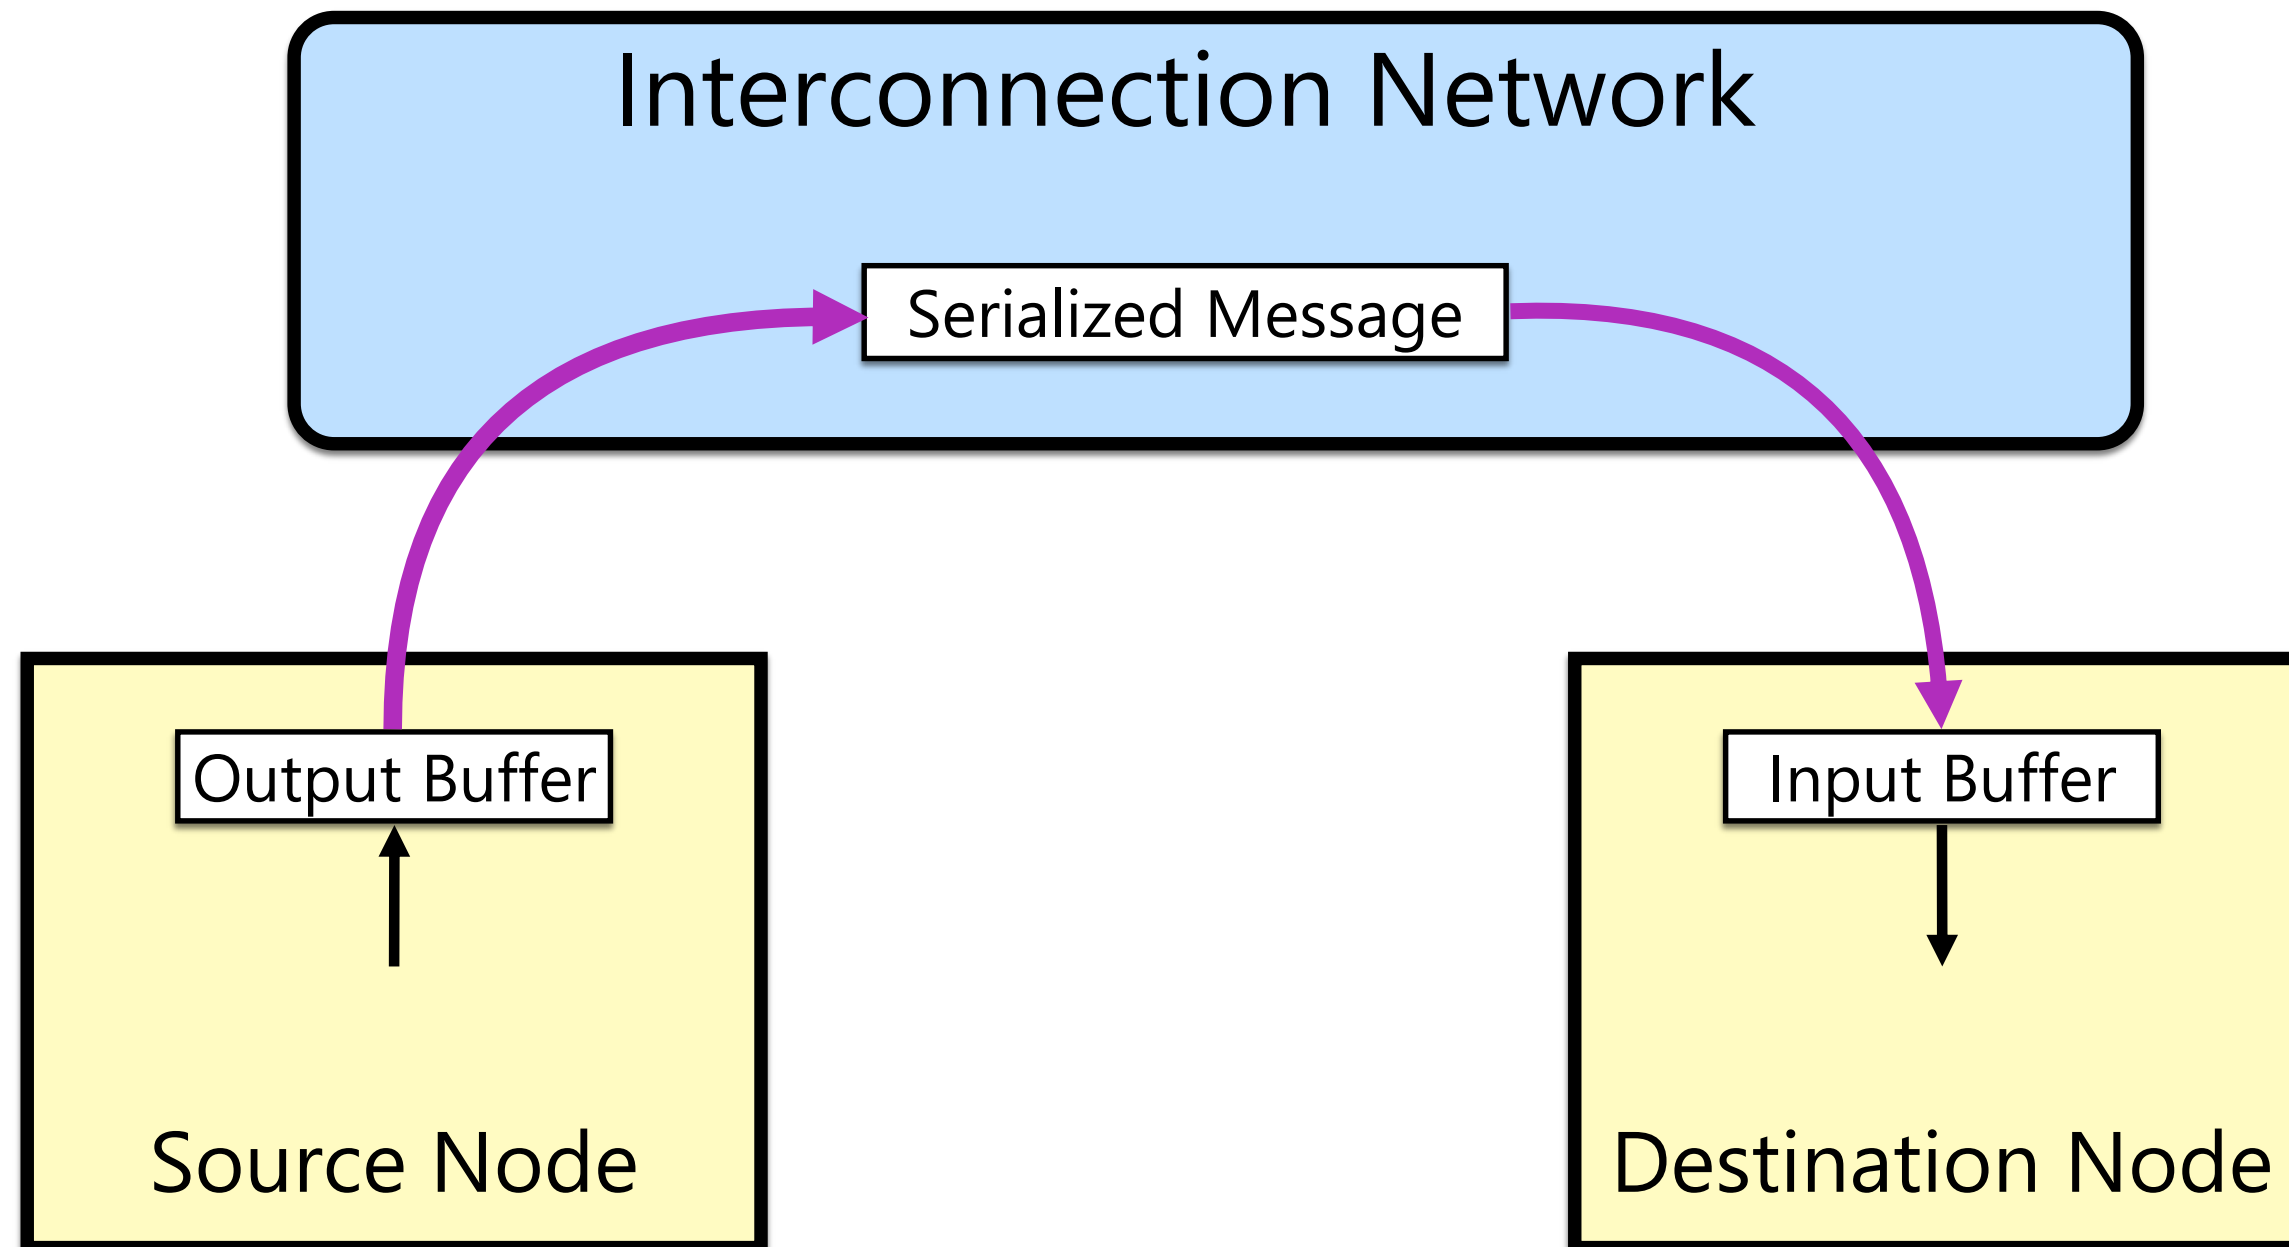 Interconnection Network
Serialized Message
Output Buffer
Input Buffer
Source Node
Destination Node